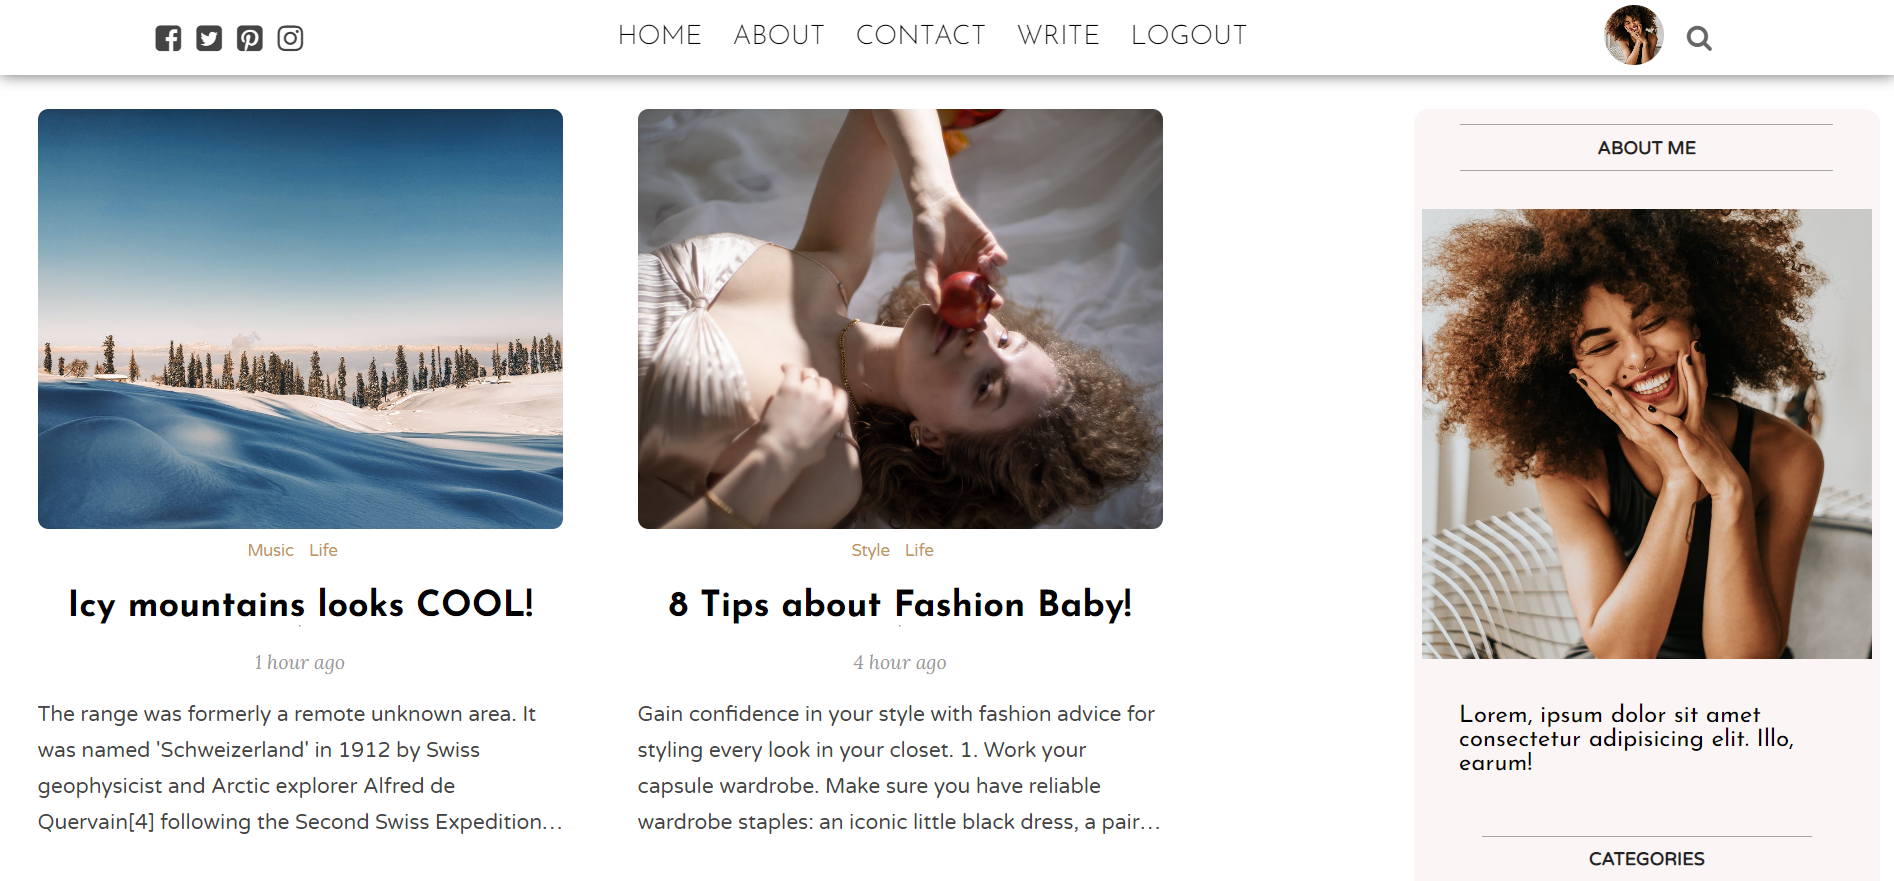 HOME ABOUT CONTACT WRITE LOGOUT
Music Life
Icy mountains looks COOL!
1 hour ago
The range was formerly a remote unknown area. It
was named 'Schweizerland' in 1912 by Swiss
geophysicist and Arctic explorer Alfred de
Quervain[4] following the Second Swiss Expedition…
Style Life
8 Tips about Fashion Baby!
4 hour ago
Gain confidence in your style with fashion advice for
styling every look in your closet. 1. Work your
capsule wardrobe. Make sure you have reliable
wardrobe staples: an iconic little black dress, a pair…
ABOUT ME
Lorem, ipsum dolor sit amet
consectetur adipisicing elit. Illo,
earum!
CATEGORIES